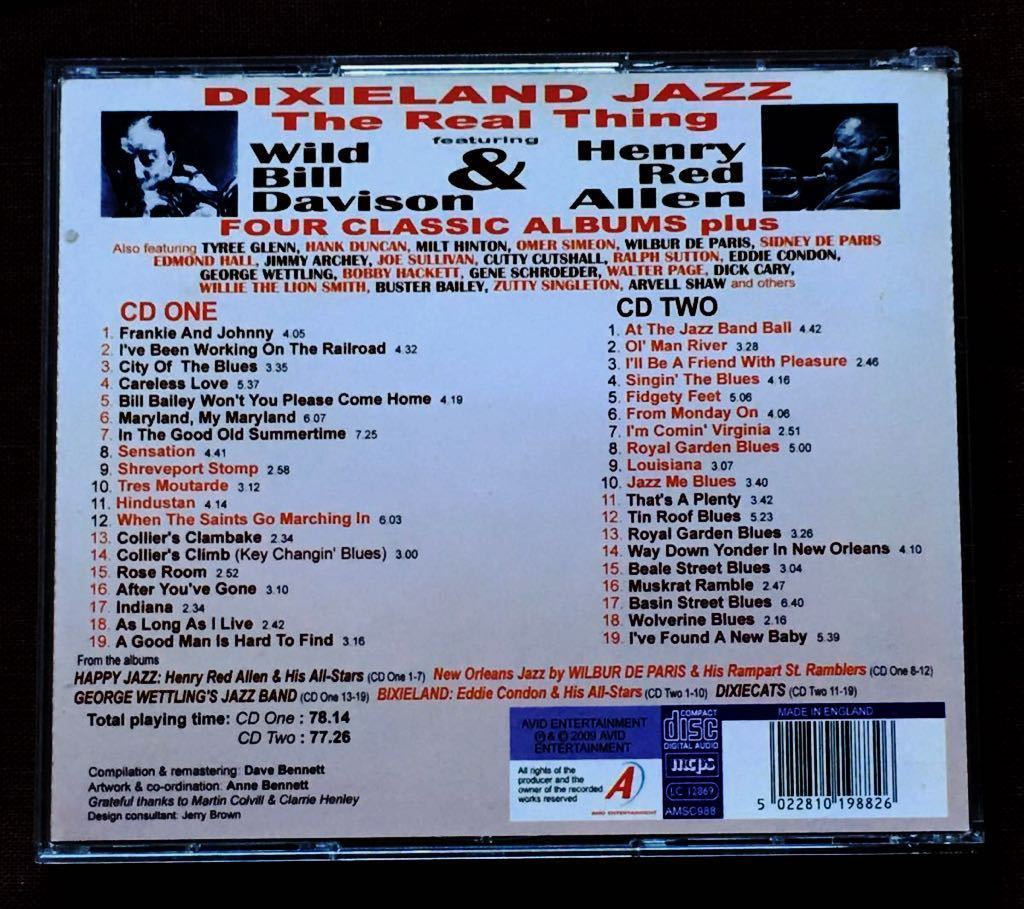 DIXIELAND JAZZ
The Real Thing
featuring
Wild Bill Davison & Henry Red Allen
FOUR CLASSIC ALBUMS plus
Also featuring TYREE GLENN, HANK DUNCAN, MILT HINTON, OMER SIMEON, WILBUR DE PARIS, SIDNEY DE PARIS
EDMOND HALL, JIMMY ARCHEY, JOE SULLIVAN, CUTTY CUTSHALL, RALPH SUTTON, EDDIE CONDON,
GEORGE WETTLING, BOBBY HACKETT, GENE SCHROEDER, WALTER PAGE, DICK CARY,
WILLIE THE LION SMITH, BUSTER BAILEY, ZUTTY SINGLETON, ARVELL SHAW and others
CD ONE
1. Frankie And Johnny 4.05
2. I've Been Working On The Railroad 4.32
3. City Of The Blues 3.35
4. Careless Love 5.37
5. Bill Bailey Won't You Please Come Home 4.19
6. Maryland, My Maryland 6.07
7. In The Good Old Summertime 7.25
8. Sensation 4.41
9. Shreveport Stomp 2.58
10. Tres Moutarde 3.12
11. Hindustan 4.14
12. When The Saints Go Marching In 6.03
13. Collier's Clambake 2.34
14. Collier's Climb (Key Changin' Blues) 3.00
15. Rose Room 2.52
16. After You've Gone 3.10
17. Indiana 2.34
18. As Long As I Live 2.42
19. A Good Man Is Hard To Find 3.16
CD TWO
1. At The Jazz Band Ball 4.42
2. Ol' Man River 3.28
3. I'll Be A Friend With Pleasure 2.46
4. Singin' The Blues 4.16
5. Fidgety Feet 5.06
6. From Monday On 4.06
7. I'm Comin' Virginia 2.51
8. Royal Garden Blues 5.00
9. Louisiana 3.07
10. Jazz Me Blues 3.40
11. That's A Plenty 3.42
12. Tin Roof Blues 5.23
13. Royal Garden Blues 3.26
14. Way Down Yonder In New Orleans 4.10
15. Beale Street Blues 3.04
16. Muskrat Ramble 2.47
17. Basin Street Blues 6.40
18. Wolverine Blues 2.16
19. I've Found A New Baby 5.39
From the albums
HAPPY JAZZ: Henry Red Allen & His All-Stars (CD One 1-7) New Orleans Jazz by WILBUR DE PARIS & His Rampart St. Ramblers (CD One 8-12)
GEORGE WETTLING'S JAZZ BAND (CD One 13-19) BIXIELAND: Eddie Condon & His All-Stars (CD Two 1-10) DIXIECATS (CD Two 11-19)
Total playing time: CD One : 78.14
CD Two : 77.26
Compilation & remastering: Dave Bennett
Artwork & co-ordination: Anne Bennett
Grateful thanks to Martin Colvill & Clarrie Henley
Design consultant: Jerry Brown
AVID ENTERTAINMENT
℗ & © 2009 AVID
ENTERTAINMENT
All rights of the
producer and the
owner of the recorded
works reserved
A
AVID ENTERTAINMENT
COMPACT
disc
DIGITAL AUDIO
mcps
LC 12869
AMSC988
MADE IN ENGLAND
5 022810 198826